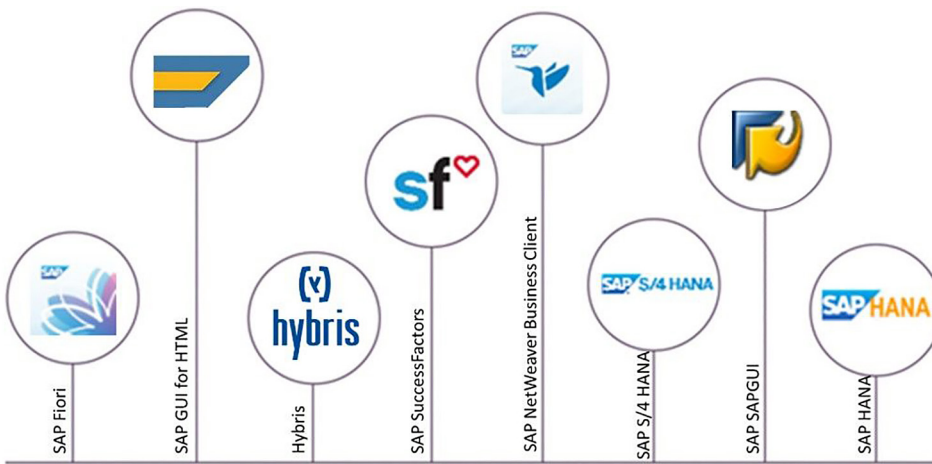 SAP
SAP Fiori
SAP GUI for HTML
(y)
hybris
Hybris
sf
SAP SuccessFactors
SAP
SAP NetWeaver Business Client
SAP S/4 HANA
SAP S/4 HANA
SAP SAPGUI
SAP HANA
SAP HANA